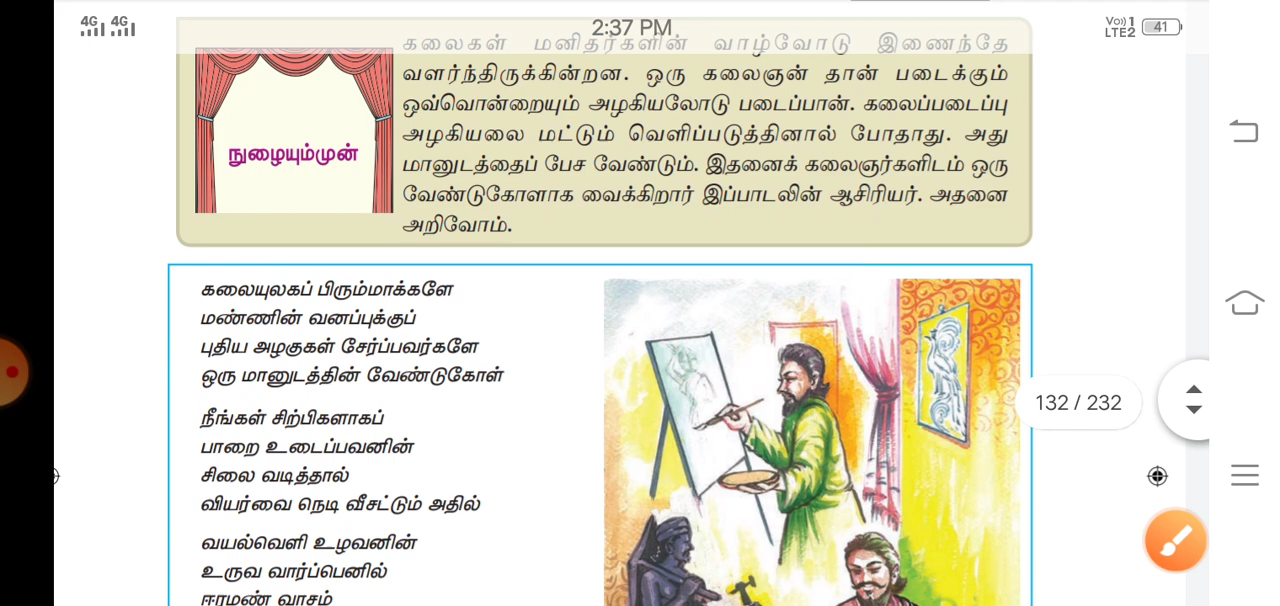 4G 4G
2:37 PM
Vo)) 1
LTE2
41
கலைகள் மனிதர்களின் வாழ்வோடு இணைந்தே
வளர்ந்திருக்கின்றன. ஒரு கலைஞன் தான் படைக்கும்
ஒவ்வொன்றையும் அழகியலோடு படைப்பான். கலைப்படைப்பு
அழகியலை மட்டும் வெளிப்படுத்தினால் போதாது. அது
மானுடத்தைப் பேச வேண்டும். இதனைக் கலைஞர்களிடம் ஒரு
வேண்டுகோளாக வைக்கிறார் இப்பாடலின் ஆசிரியர். அதனை
அறிவோம்.
நுழையும்முன்
கலையுலகப் பிரும்மாக்களே
மண்ணின் வனப்புக்குப்
புதிய அழகுகள் சேர்ப்பவர்களே
ஒரு மானுடத்தின் வேண்டுகோள்
நீங்கள் சிற்பிகளாகப்
பாறை உடைப்பவனின்
சிலை வடித்தால்
வியர்வை நெடி வீசட்டும் அதில்
வயல்வெளி உழவனின்
உருவ வார்ப்பெனில்
ஈரமண் வாசம்
132 / 232